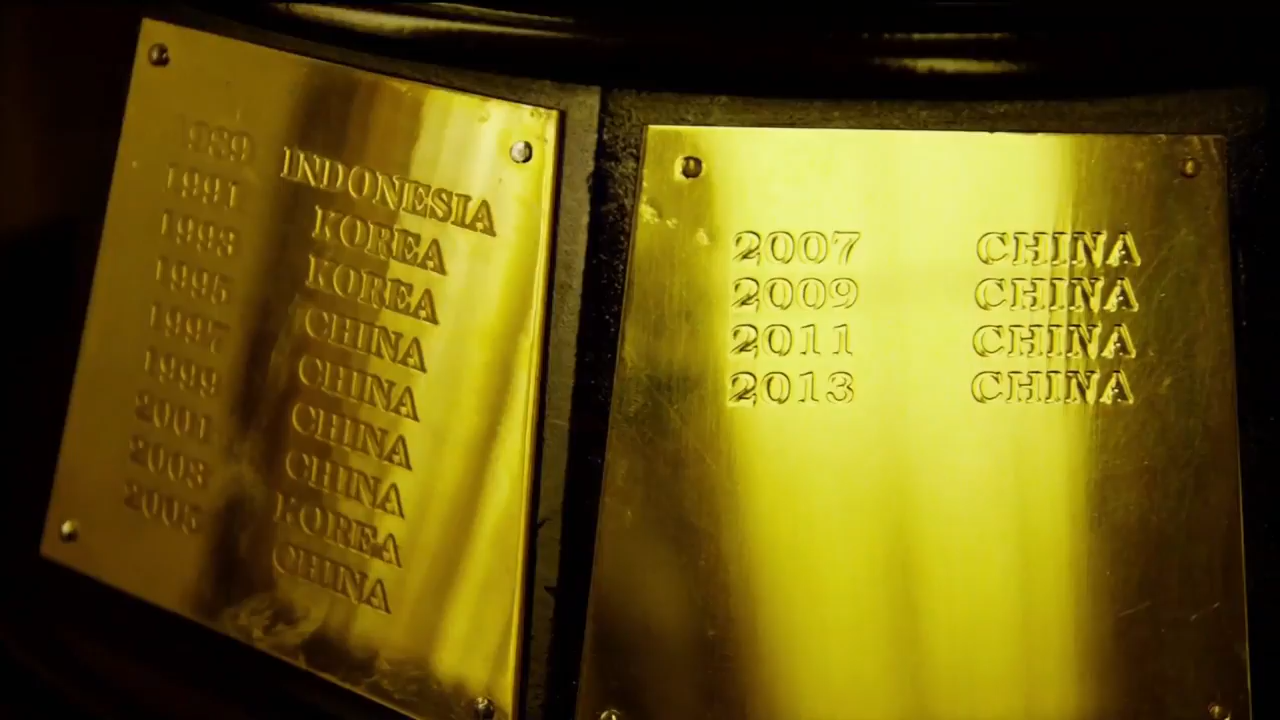 1989 INDONESIA
1991 KOREA
1993 KOREA
1995 CHINA
1997 CHINA
1999 CHINA
2001 CHINA
2003 KOREA
2005 CHINA
2007 CHINA
2009 CHINA
2011 CHINA
2013 CHINA